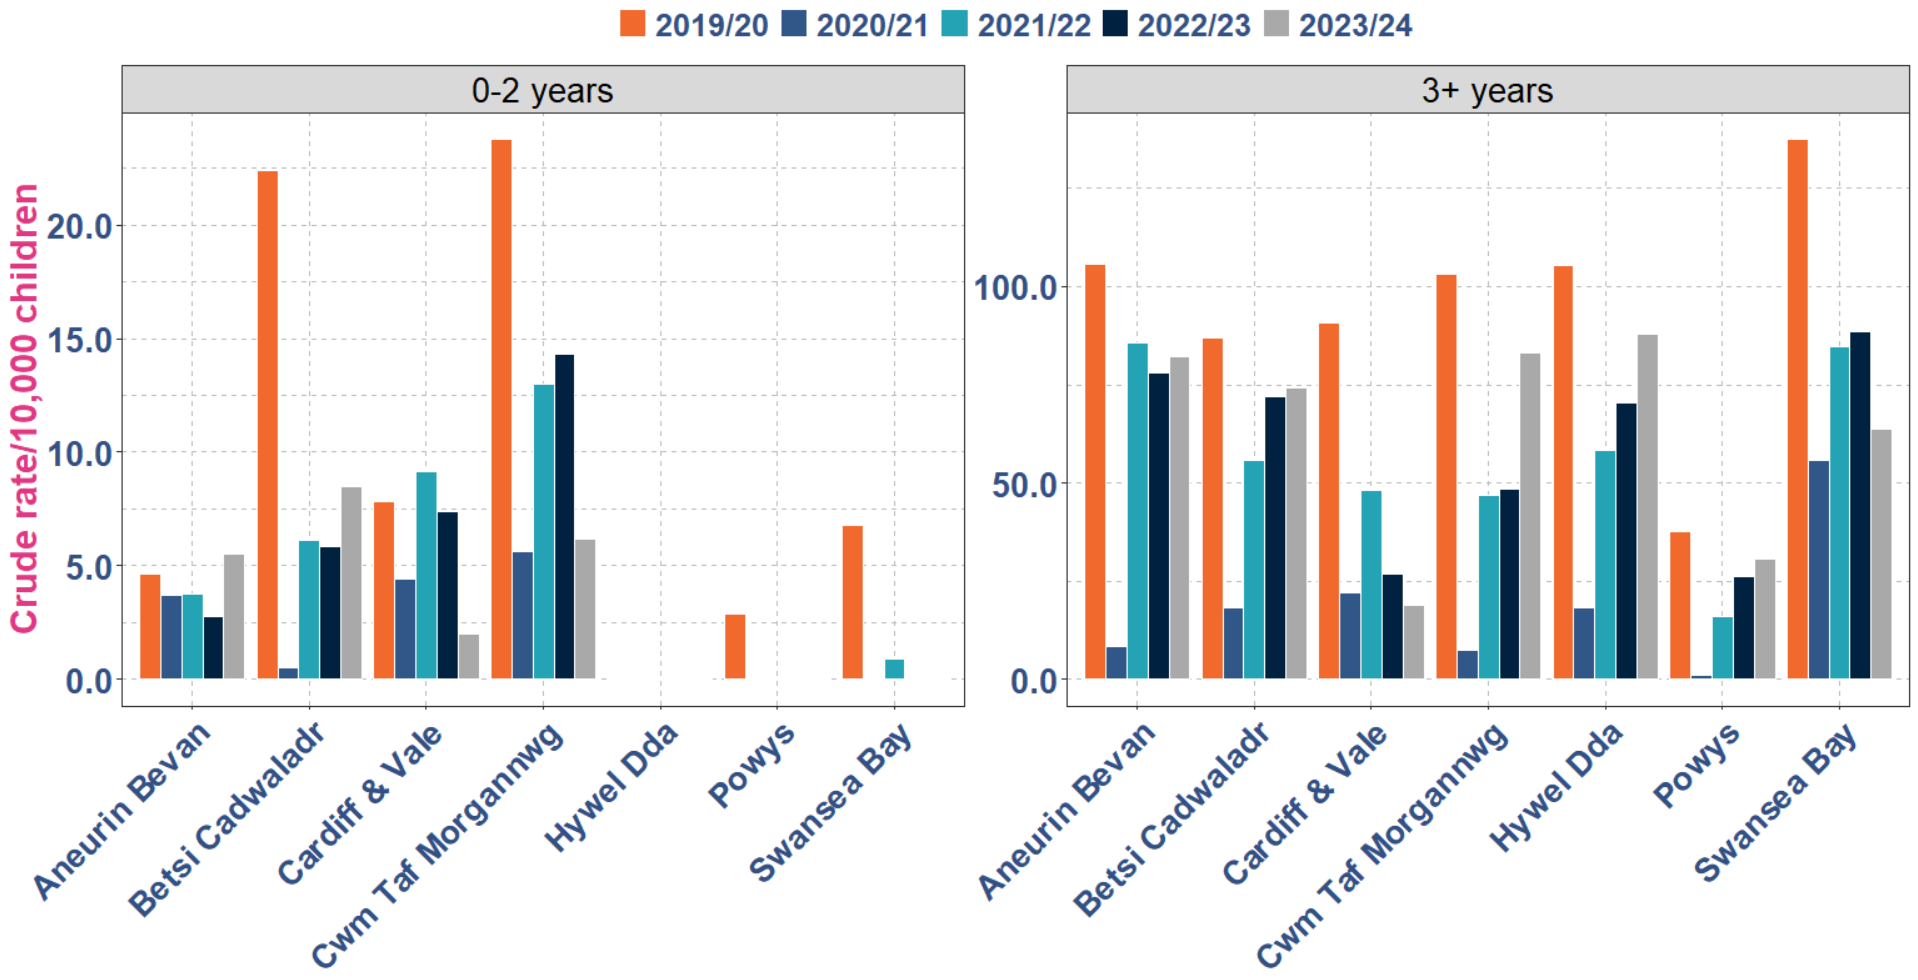 2019/20 2020/21 2021/22 2022/23 2023/24
0-2 years
3+ years
Crude rate/10,000 children
20.0
15.0
10.0
5.0
0.0
Aneurin Bevan
Betsi Cadwaladr
Cardiff & Vale
Cwm Taf Morgannwg
Hywel Dda
Powys
Swansea Bay
100.0
50.0
0.0
Aneurin Bevan
Betsi Cadwaladr
Cardiff & Vale
Cwm Taf Morgannwg
Hywel Dda
Powys
Swansea Bay